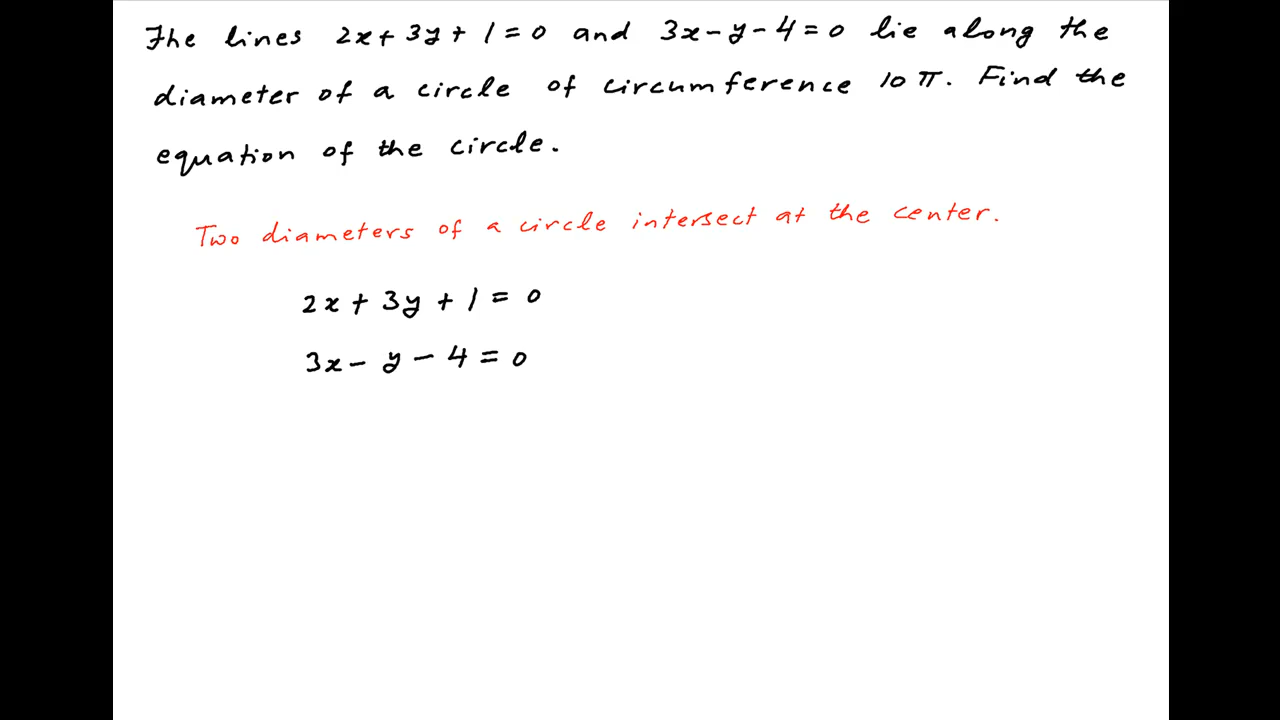 The lines 2x + 3y + 1 = 0 and 3x - y - 4 = 0 lie along the
diameter of a circle of circumference 10 π. Find the
equation of the circle.
Two diameters of a circle intersect at the center.
2x + 3y + 1 = 0
3x - y - 4 = 0